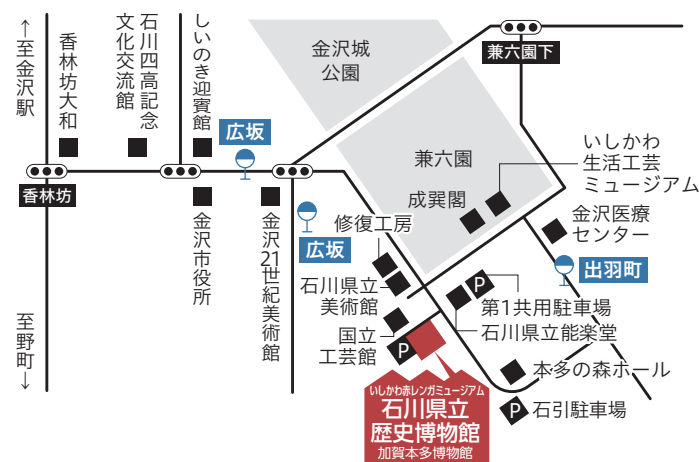 ↑至金沢駅
香林坊大和
石川四高記念
文化交流館
しいのき迎賓館
金沢城
公園
兼六園下
広坂
兼六園
成巽閣
いしかわ
生活工芸
ミュージアム
香林坊
金沢市役所
金沢21世紀美術館
広坂
修復工房
金沢医療
センター
出羽町
石川県立
美術館
P
第1共用駐車場
石川県立能楽堂
国立
工芸館
P
至野町↓
本多の森ホール
P
石引駐車場
いしかわ赤レンガミュージアム
石川県立
歴史博物館
加賀本多博物館